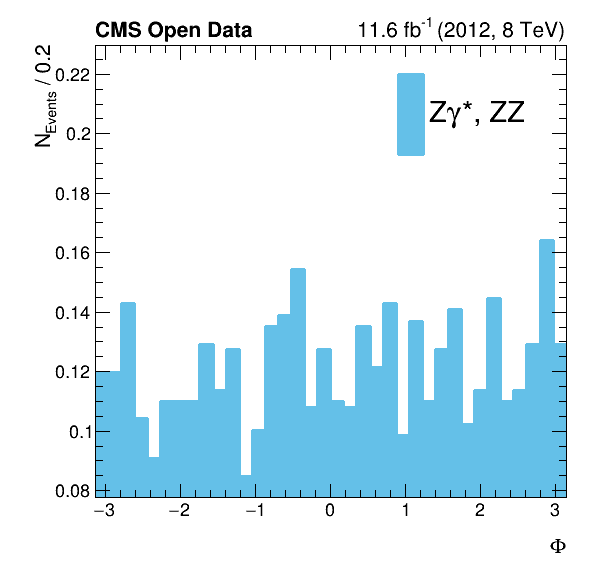 CMS Open Data 11.6 fb-1 (2012, 8 TeV)
NEvents / 0.2
Zγ*, ZZ
0.22
0.2
0.18
0.16
0.14
0.12
0.1
0.08
−3 −2 −1 0 1 2 3
Φ